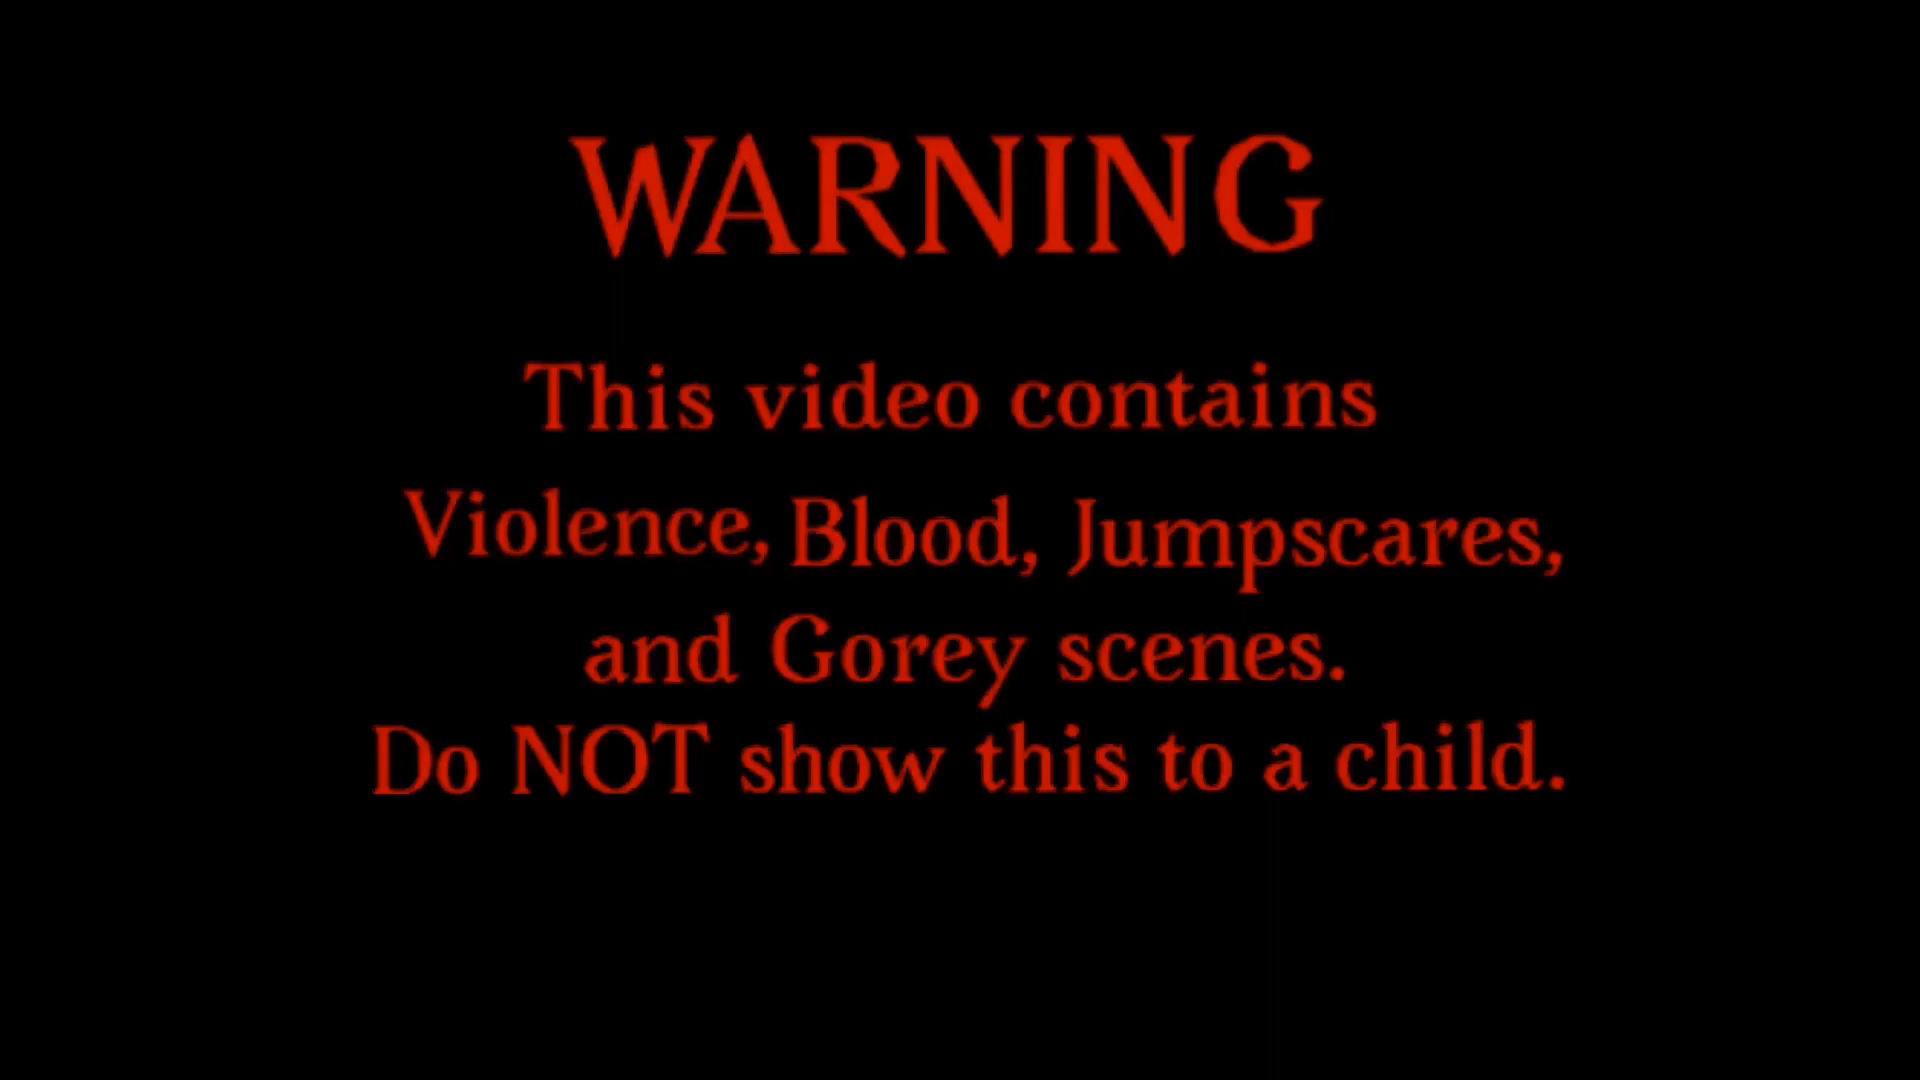 WARNING
This video contains
Violence, Blood, Jumpscares,
and Gorey scenes.
Do NOT show this to a child.